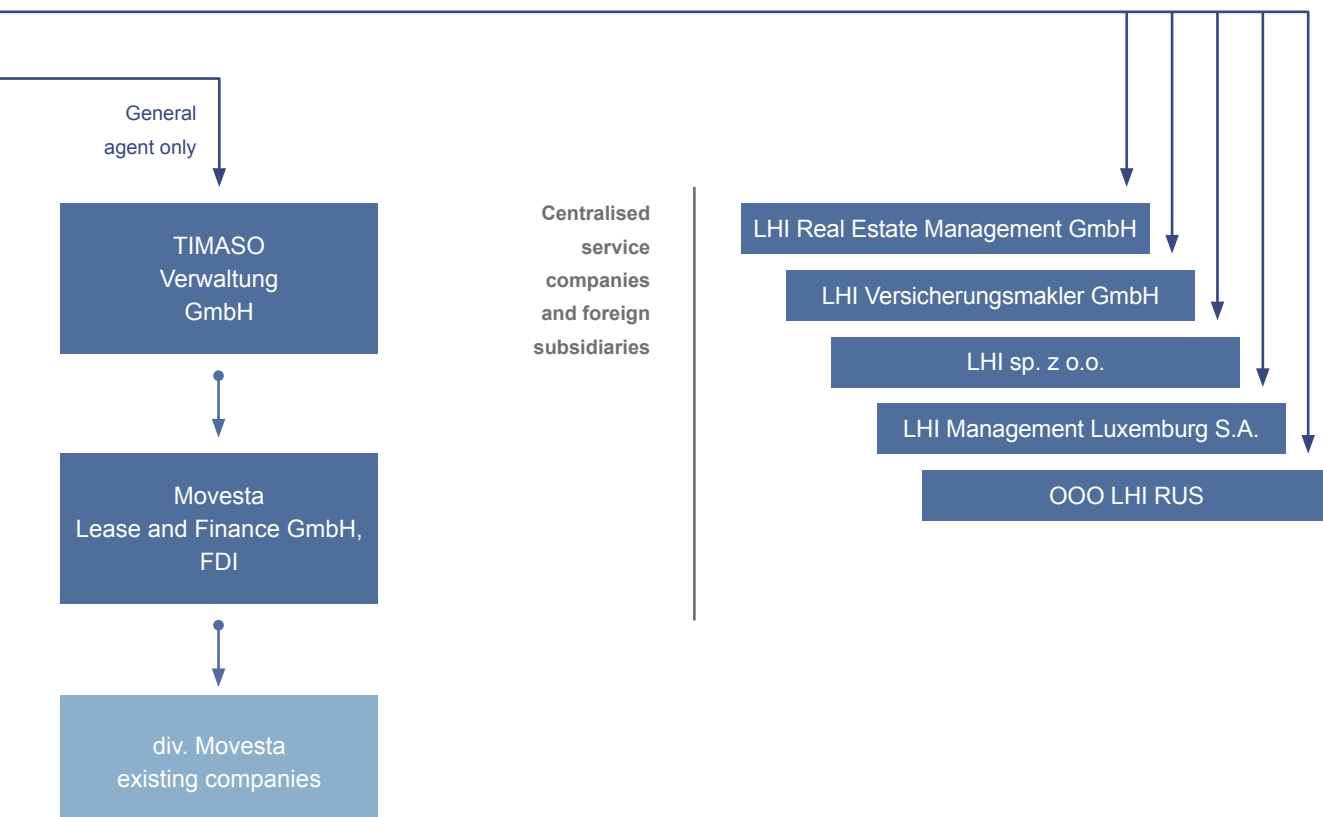 General
agent only
TIMASO
Verwaltung
GmbH
Movesta
Lease and Finance GmbH,
FDI
div. Movesta
existing companies
Centralised
service
companies
and foreign
subsidiaries
LHI Real Estate Management GmbH
LHI Versicherungsmakler GmbH
LHI sp. z o.o.
LHI Management Luxemburg S.A.
OOO LHI RUS